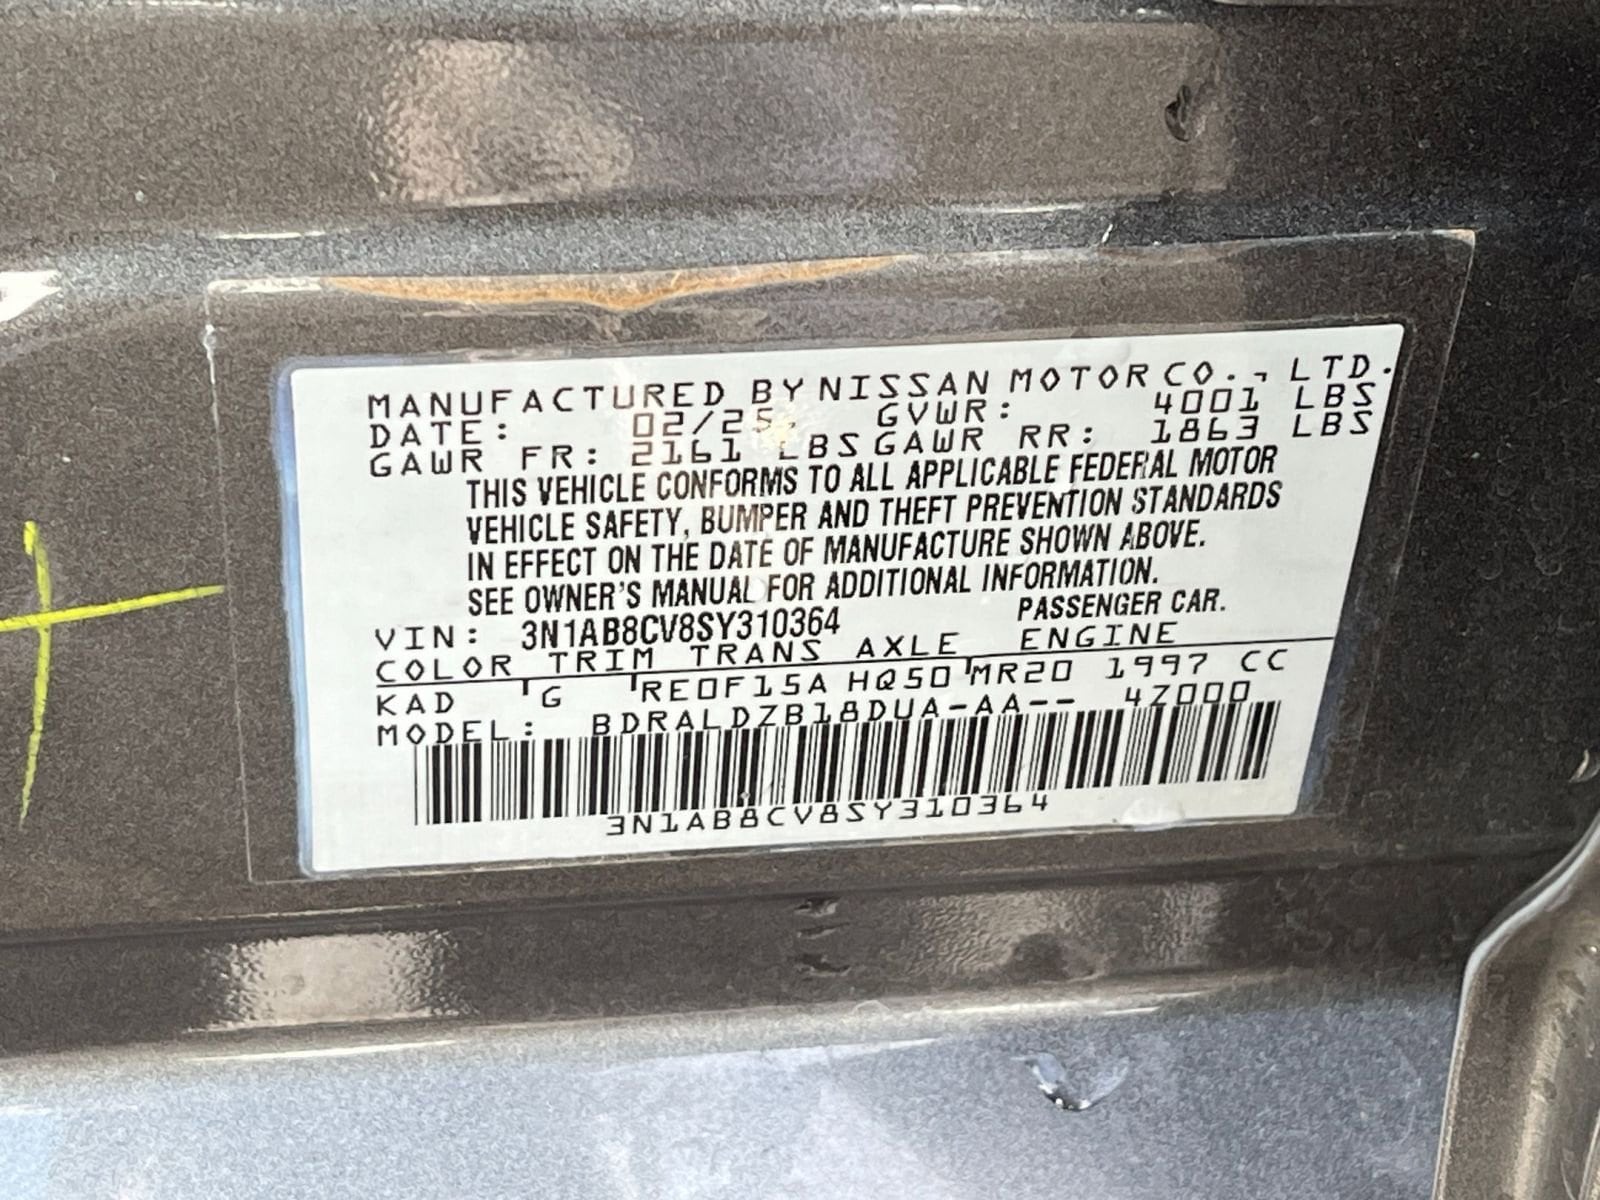 MANUFACTURED BY NISSAN MOTOR CO., LTD.
DATE: 02/25. GVWR: 4001 LBS
GAWR FR: 2161 LBS GAWR RR: 1863 LBS
THIS VEHICLE CONFORMS TO ALL APPLICABLE FEDERAL MOTOR
VEHICLE SAFETY, BUMPER AND THEFT PREVENTION STANDARDS
IN EFFECT ON THE DATE OF MANUFACTURE SHOWN ABOVE.
SEE OWNER'S MANUAL FOR ADDITIONAL INFORMATION.
VIN: 3N1AB8CV8SY310364 PASSENGER CAR.
COLOR TRIM TRANS AXLE ENGINE
KAD G RE0F15A HQ50 MR20 1997 CC
MODEL: BDRALDZB18DUA-AA-- 4Z000
3N1AB8CV8SY310364